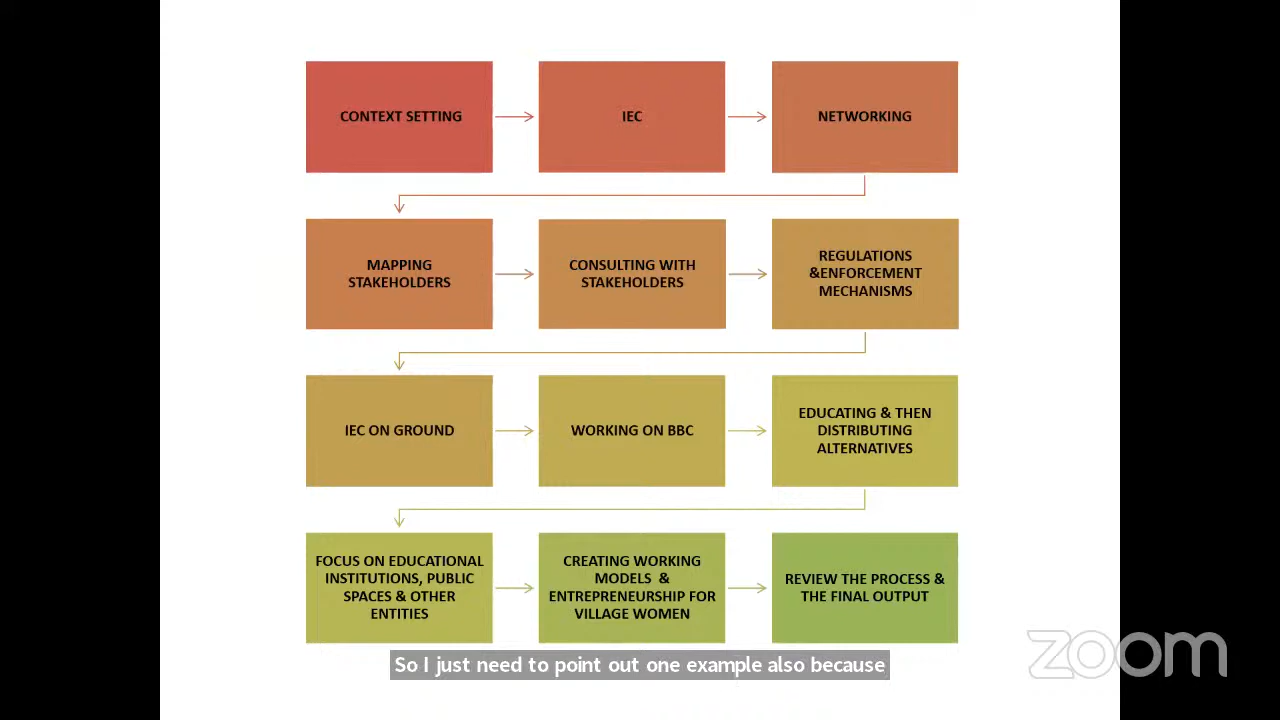 CONTEXT SETTING
IEC
NETWORKING
MAPPING
STAKEHOLDERS
CONSULTING WITH
STAKEHOLDERS
REGULATIONS
&ENFORCEMENT
MECHANISMS
IEC ON GROUND
WORKING ON BBC
EDUCATING & THEN
DISTRIBUTING
ALTERNATIVES
FOCUS ON EDUCATIONAL
INSTITUTIONS, PUBLIC
SPACES & OTHER
ENTITIES
CREATING WORKING
MODELS & 
ENTREPRENEURSHIP FOR
VILLAGE WOMEN
REVIEW THE PROCESS &
THE FINAL OUTPUT
So I just need to point out one example also because
zoom